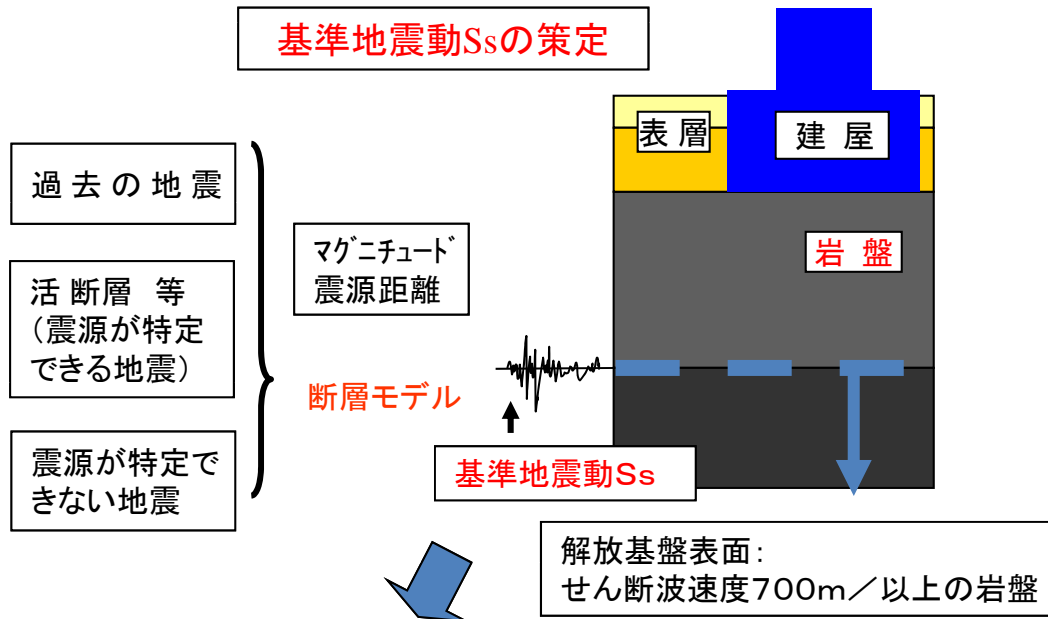 基準地震動Ssの策定
表層
建 屋
過 去 の 地 震
岩 盤
マグニチュード
震源距離
活 断 層 等
(震源が特定
できる地震)
断層モデル
震源が特定で
きない地震
基準地震動Ss
解放基盤表面:
せん断波速度700m/以上の岩盤